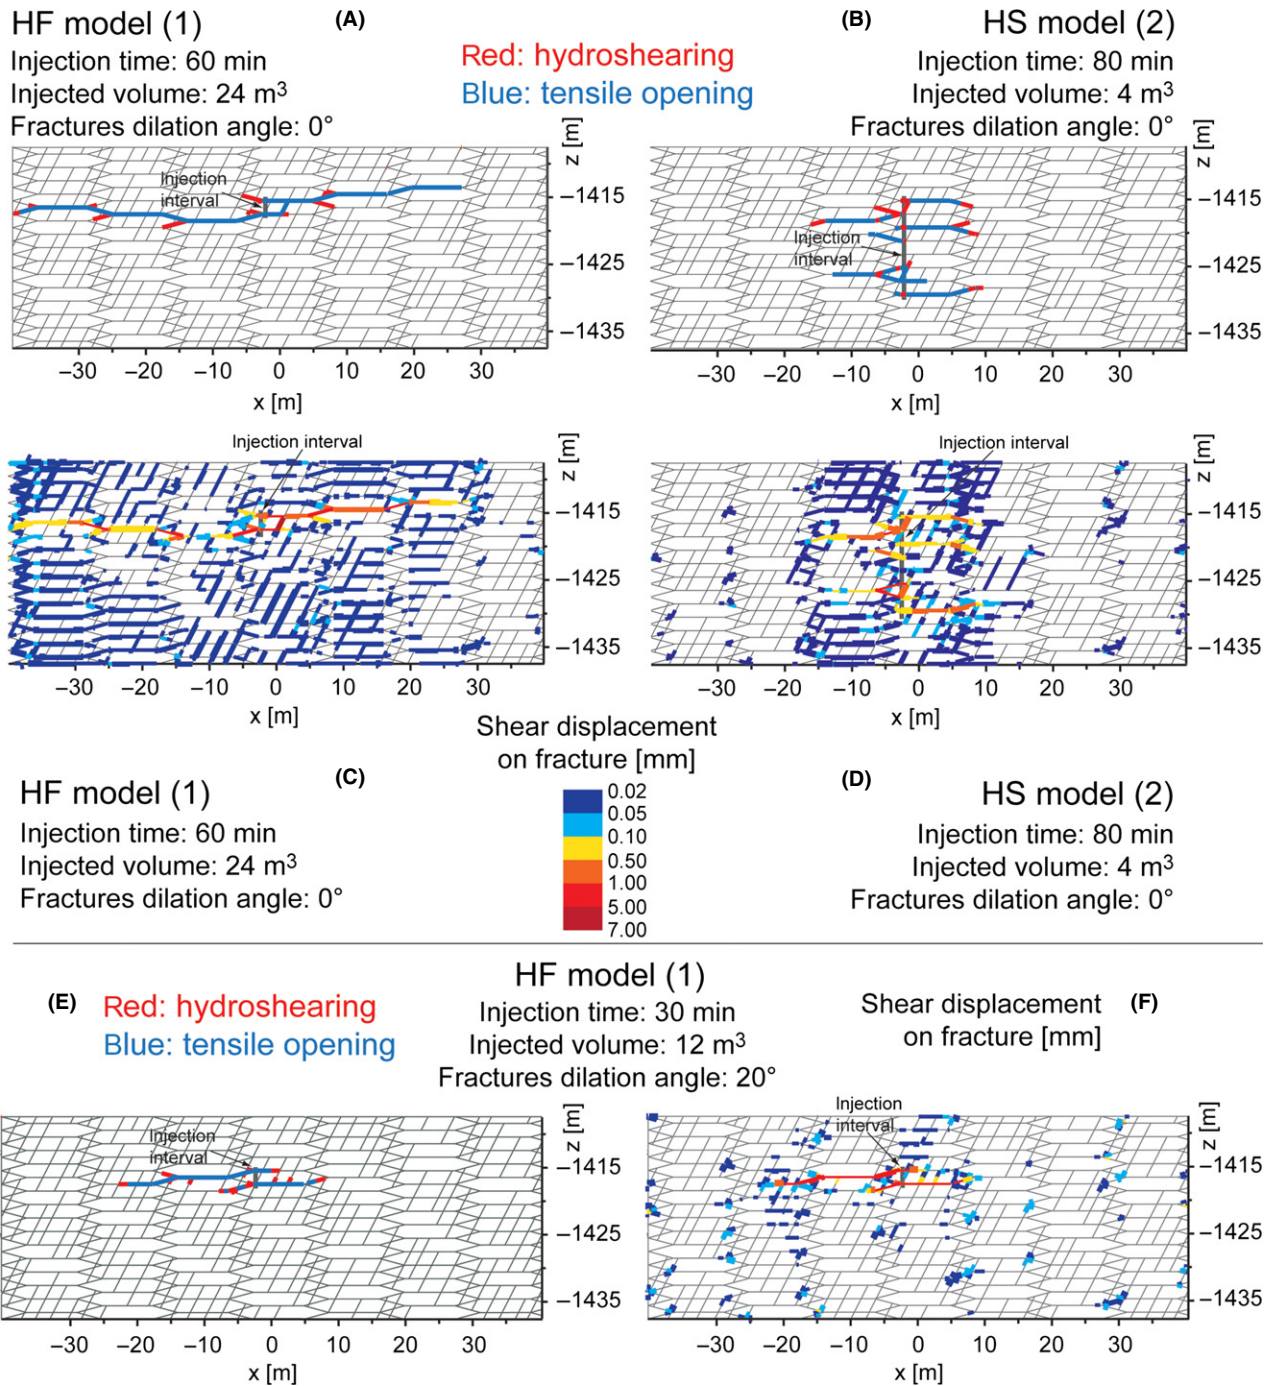 HF model (1)
Injection time: 60 min
Injected volume: 24 m³
Fractures dilation angle: 0°
(A)
Red: hydroshearing
Blue: tensile opening
(B)
HS model (2)
Injection time: 80 min
Injected volume: 4 m³
Fractures dilation angle: 0°
Injection
interval
z [m]
−1415
−1425
−1435
−30 −20 −10 0 10 20 30
x [m]
Injection
interval
z [m]
−1415
−1425
−1435
−30 −20 −10 0 10 20 30
x [m]
Injection interval
z [m]
−1415
−1425
−1435
−30 −20 −10 0 10 20 30
x [m]
Injection interval
z [m]
−1415
−1425
−1435
−30 −20 −10 0 10 20 30
x [m]
Shear displacement
on fracture [mm]
0.02
0.05
0.10
0.50
1.00
5.00
7.00
(C)
HF model (1)
Injection time: 60 min
Injected volume: 24 m³
Fractures dilation angle: 0°
(D)
HS model (2)
Injection time: 80 min
Injected volume: 4 m³
Fractures dilation angle: 0°
HF model (1)
Injection time: 30 min
Injected volume: 12 m³
Fractures dilation angle: 20°
(E)
Red: hydroshearing
Blue: tensile opening
Shear displacement
on fracture [mm]
(F)
Injection
interval
z [m]
−1415
−1425
−1435
−30 −20 −10 0 10 20 30
x [m]
Injection
interval
z [m]
−1415
−1425
−1435
−30 −20 −10 0 10 20 30
x [m]